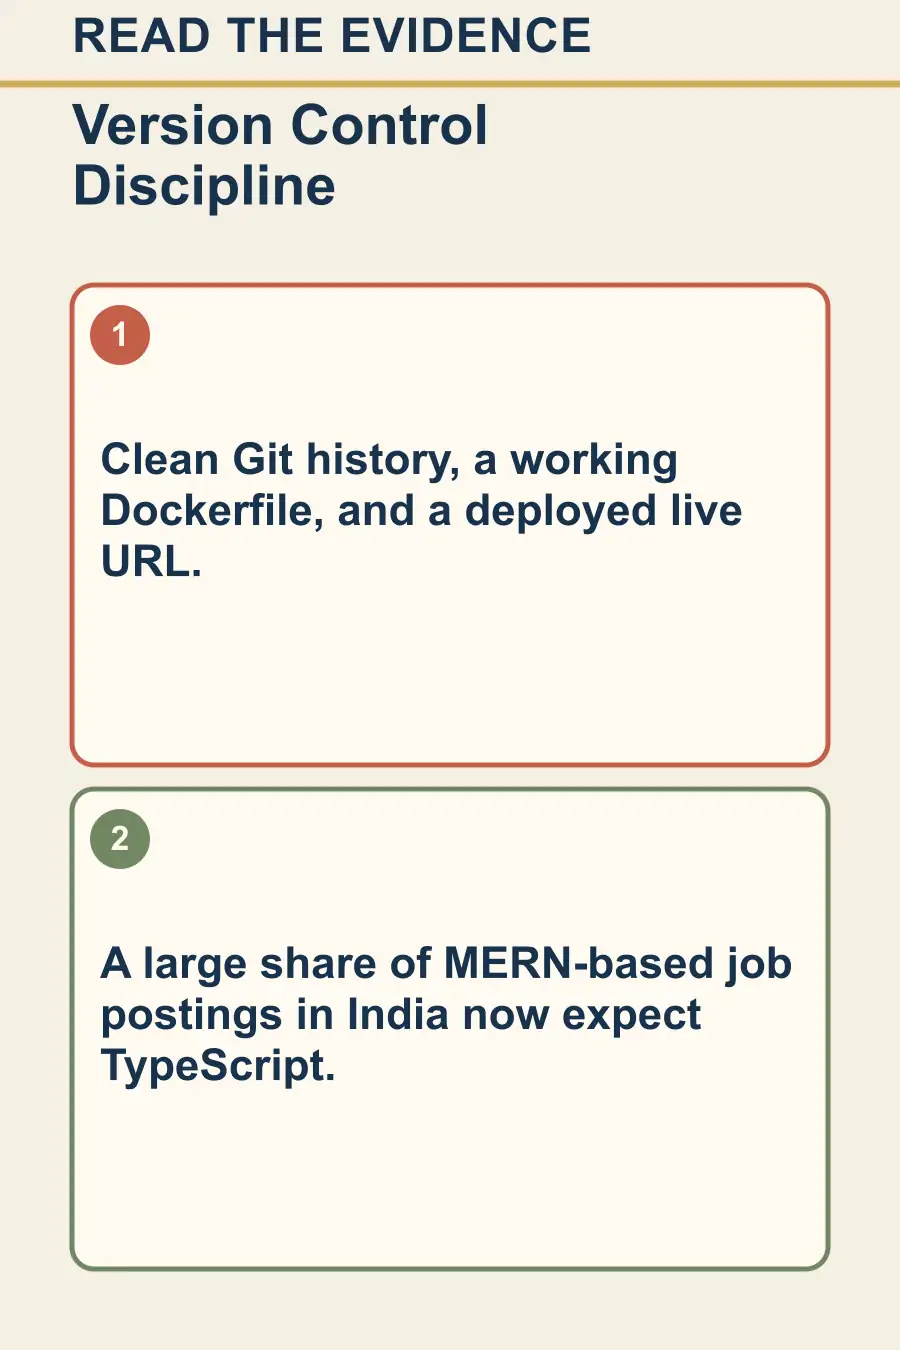 READ THE EVIDENCE
Version Control
Discipline
1
Clean Git history, a working
Dockerfile, and a deployed live
URL.
2
A large share of MERN-based job
postings in India now expect
TypeScript.